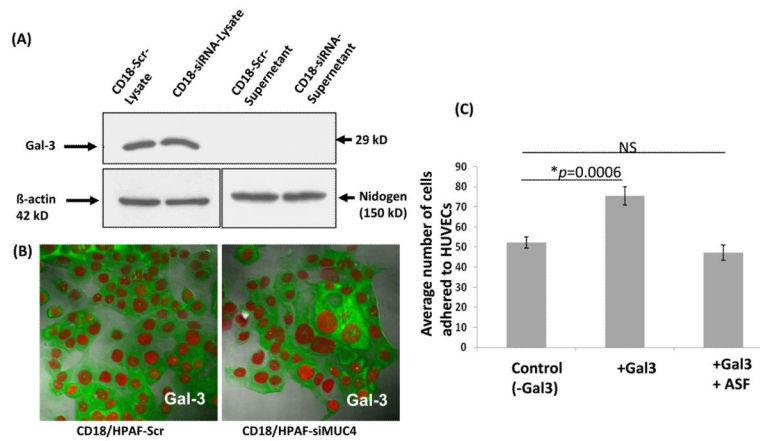 (A)
CD18-Scr-
Lysate
CD18-siRNA-Lysate
CD18-Scr-
Supernetant
CD18-siRNA-
Supernetant
Gal-3
29 kD
ß-actin
42 kD
Nidogen
(150 kD)
(B)
Gal-3
Gal-3
CD18/HPAF-Scr
CD18/HPAF-siMUC4
(C)
NS
*p=0.0006
Average number of cells
adhered to HUVECs
90
80
70
60
50
40
30
20
10
0
Control
(-Gal3)
+Gal3
+Gal3
+ ASF